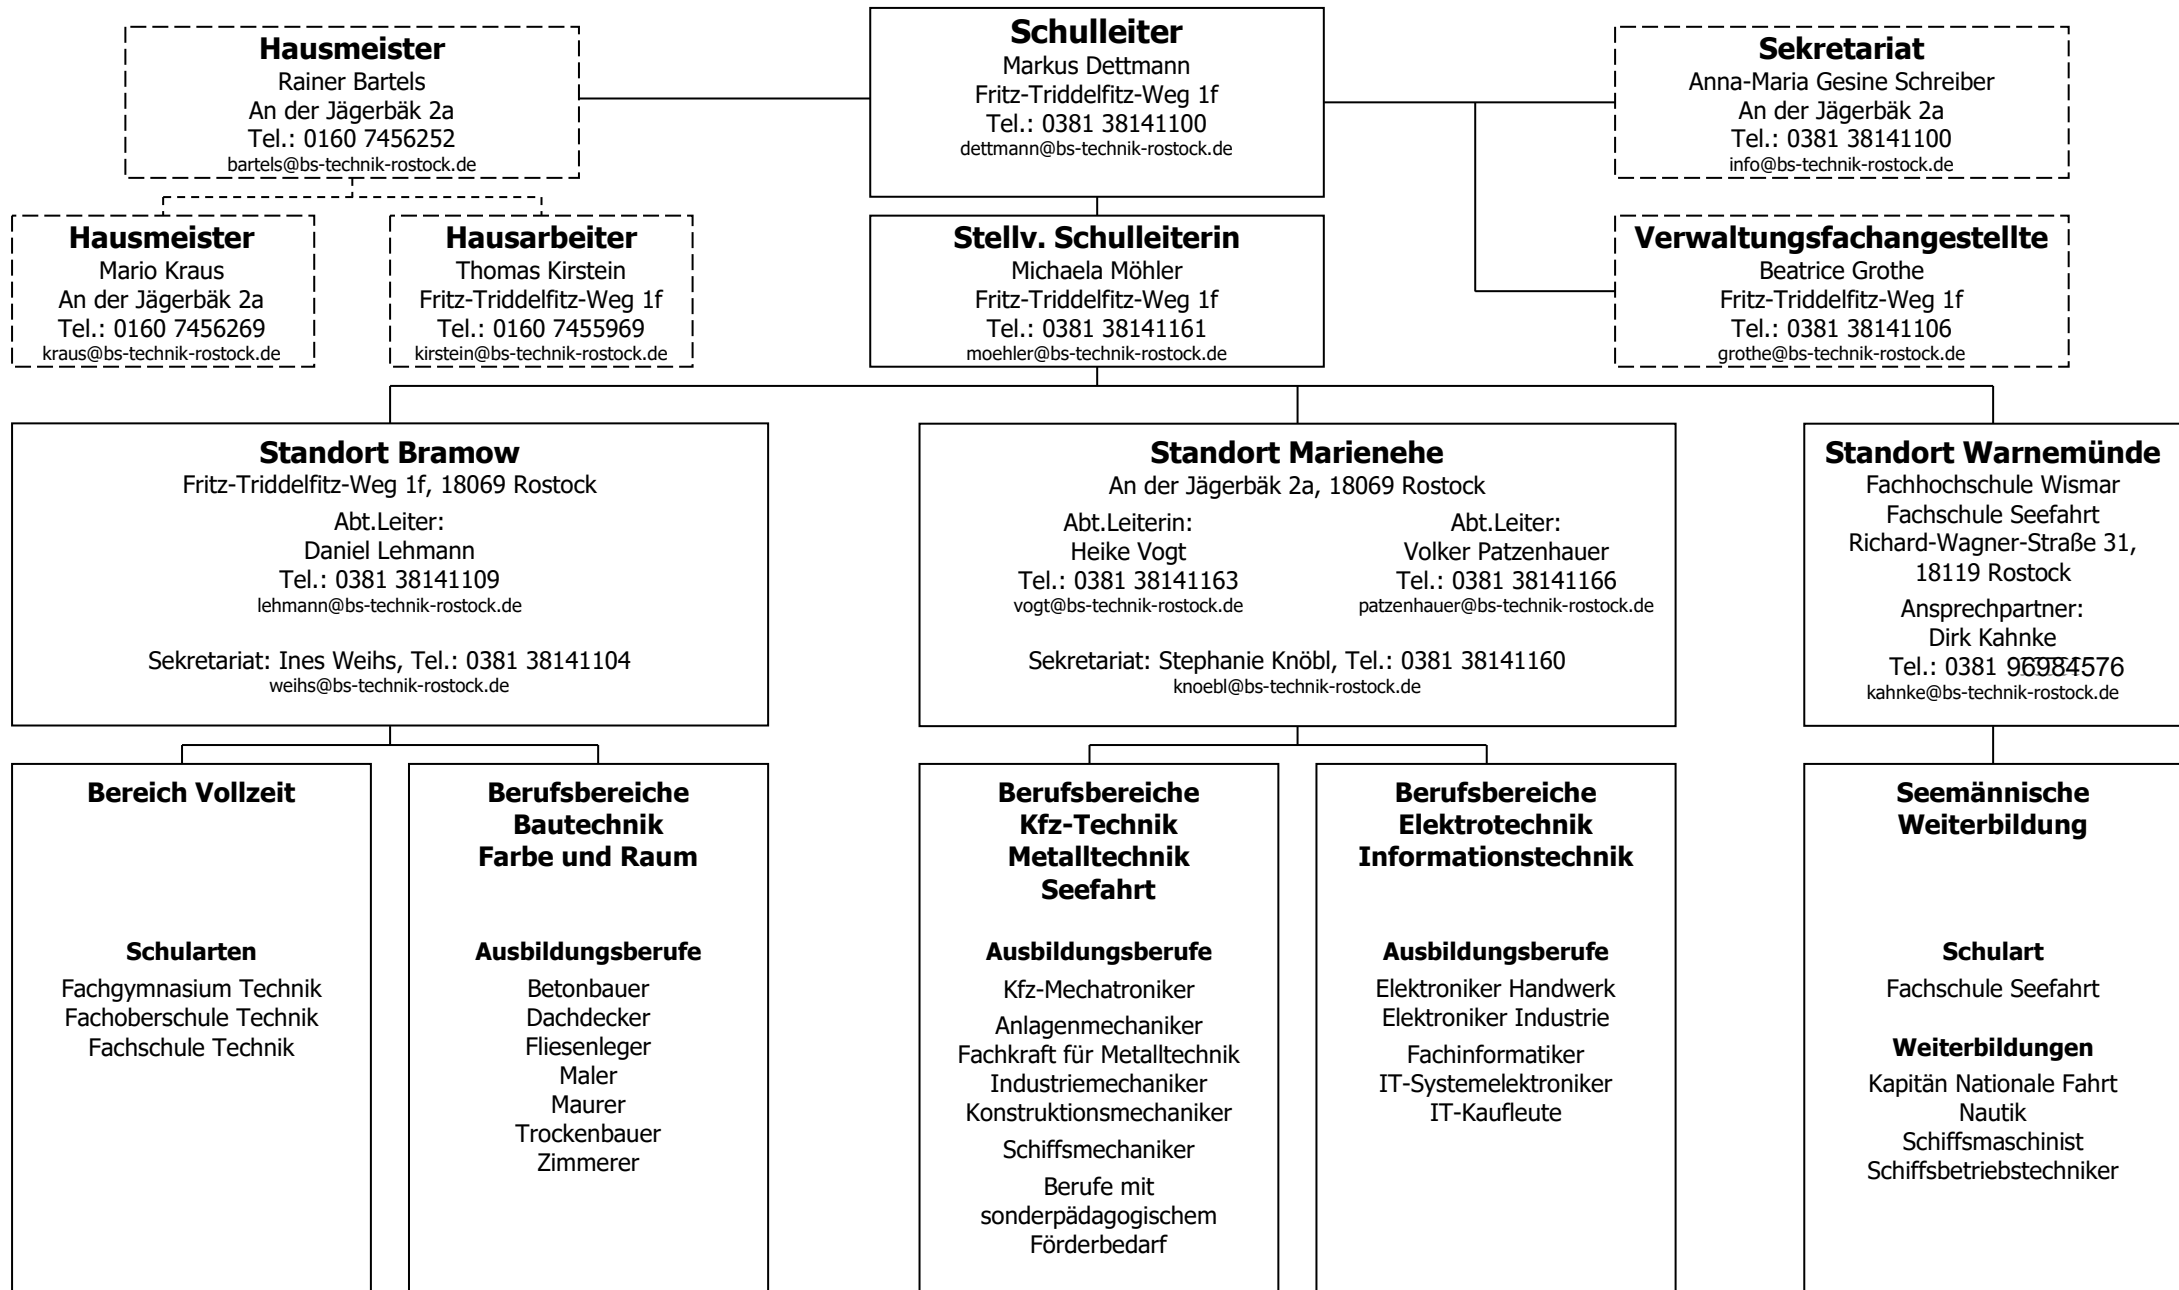 Hausmeister
Rainer Bartels
An der Jägerbäk 2a
Tel.: 0160 7456252
bartels@bs-technik-rostock.de
Schulleiter
Markus Dettmann
Fritz-Triddelfitz-Weg 1f
Tel.: 0381 38141100
dettmann@bs-technik-rostock.de
Sekretariat
Anna-Maria Gesine Schreiber
An der Jägerbäk 2a
Tel.: 0381 38141100
info@bs-technik-rostock.de
Hausmeister
Mario Kraus
An der Jägerbäk 2a
Tel.: 0160 7456269
kraus@bs-technik-rostock.de
Hausarbeiter
Thomas Kirstein
Fritz-Triddelfitz-Weg 1f
Tel.: 0160 7455969
kirstein@bs-technik-rostock.de
Stellv. Schulleiterin
Michaela Möhler
Fritz-Triddelfitz-Weg 1f
Tel.: 0381 38141161
moehler@bs-technik-rostock.de
Verwaltungsfachangestellte
Beatrice Grothe
Fritz-Triddelfitz-Weg 1f
Tel.: 0381 38141106
grothe@bs-technik-rostock.de
Standort Bramow
Fritz-Triddelfitz-Weg 1f, 18069 Rostock
Abt.Leiter:
Daniel Lehmann
Tel.: 0381 38141109
lehmann@bs-technik-rostock.de
Sekretariat: Ines Weihs, Tel.: 0381 38141104
weihs@bs-technik-rostock.de
Standort Marienehe
An der Jägerbäk 2a, 18069 Rostock
Abt.Leiterin:
Heike Vogt
Tel.: 0381 38141163
vogt@bs-technik-rostock.de
Abt.Leiter:
Volker Patzenhauer
Tel.: 0381 38141166
patzenhauer@bs-technik-rostock.de
Sekretariat: Stephanie Knöbl, Tel.: 0381 38141160
knoebl@bs-technik-rostock.de
Standort Warnemünde
Fachhochschule Wismar
Fachschule Seefahrt
Richard-Wagner-Straße 31,
18119 Rostock
Ansprechpartner:
Dirk Kahnke
Tel.: 0381 96984576
kahnke@bs-technik-rostock.de
Bereich Vollzeit
Schularten
Fachgymnasium Technik
Fachoberschule Technik
Fachschule Technik
Berufsbereiche
Bautechnik
Farbe und Raum
Ausbildungsberufe
Betonbauer
Dachdecker
Fliesenleger
Maler
Maurer
Trockenbauer
Zimmerer
Berufsbereiche
Kfz-Technik
Metalltechnik
Seefahrt
Ausbildungsberufe
Kfz-Mechatroniker
Anlagenmechaniker
Fachkraft für Metalltechnik
Industriemechaniker
Konstruktionsmechaniker
Schiffsmechaniker
Berufe mit
sonderpädagogischem
Förderbedarf
Berufsbereiche
Elektrotechnik
Informationstechnik
Ausbildungsberufe
Elektroniker Handwerk
Elektroniker Industrie
Fachinformatiker
IT-Systemelektroniker
IT-Kaufleute
Seemännische
Weiterbildung
Schulart
Fachschule Seefahrt
Weiterbildungen
Kapitän Nationale Fahrt
Nautik
Schiffsmaschinist
Schiffsbetriebstechniker